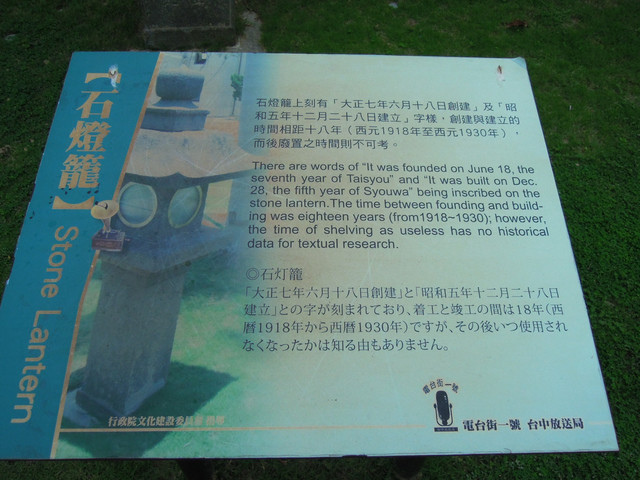 【石燈籠】 Stone Lantern
石燈籠上刻有「大正七年六月十八日創建」及「昭
和五年十二月二十八日建立」字樣，創建與建立的
時間相距十八年（西元1918年至西元1930年），
而後廢置之時間則不可考。
There are words of "It was founded on June 18, the
seventh year of Taisyou" and "It was built on Dec.
28, the fifth year of Syouwa" being inscribed on the
stone lantern.The time between founding and build-
ing was eighteen years (from1918~1930); however,
the time of shelving as useless has no historical
data for textual research.
◎石灯籠
「大正七年六月十八日創建」と「昭和五年十二月二十八日
建立」との字が刻まれており、着工と竣工の間は18年（西
暦1918年から西暦1930年）ですが、その後いつ使用され
なくなったかは知る由もありません。
行政院文化建設委員會
電台街一號
電台街一號 台中放送局